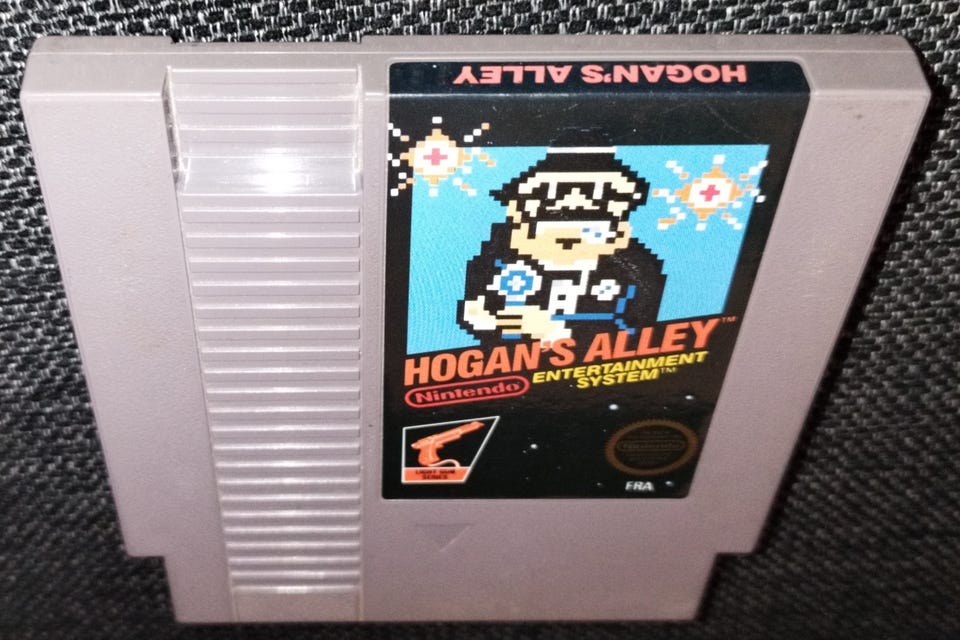 HOGAN'S ALLEY
HOGAN'S ALLEY™
Nintendo®
ENTERTAINMENT
SYSTEM™
LIGHT GUN
SERIES
FRA